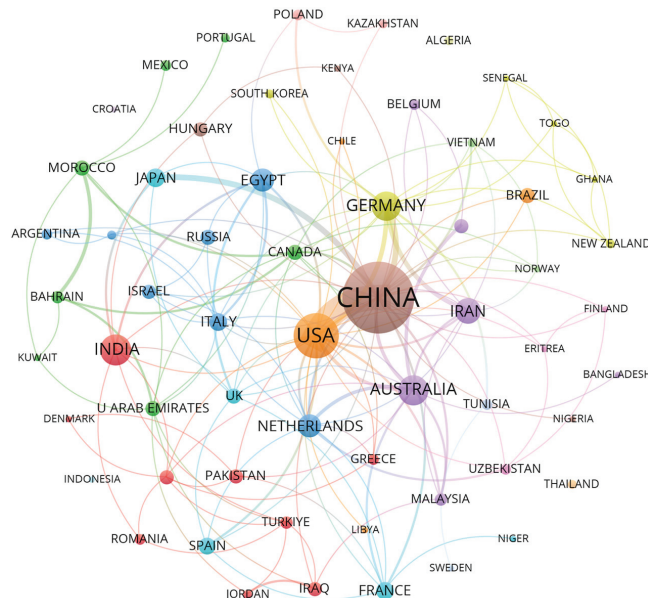 POLAND
KAZAKHSTAN
PORTUGAL
ALGERIA
MEXICO
KENYA
SENEGAL
SOUTH KOREA
BELGIUM
CROATIA
TOGO
HUNGARY
CHILE
VIETNAM
MOROCCO
JAPAN
EGYPT
GHANA
GERMANY
BRAZIL
ARGENTINA
RUSSIA
CANADA
NEW ZEALAND
NORWAY
BAHRAIN
ISRAEL
CHINA
IRAN
FINLAND
ITALY
USA
INDIA
ERITREA
KUWAIT
BANGLADESH
AUSTRALIA
UK
U ARAB EMIRATES
TUNISIA
DENMARK
NETHERLANDS
NIGERIA
GREECE
INDONESIA
PAKISTAN
UZBEKISTAN
THAILAND
MALAYSIA
TURKIYE
LIBYA
ROMANIA
SPAIN
NIGER
SWEDEN
JORDAN
IRAQ
FRANCE